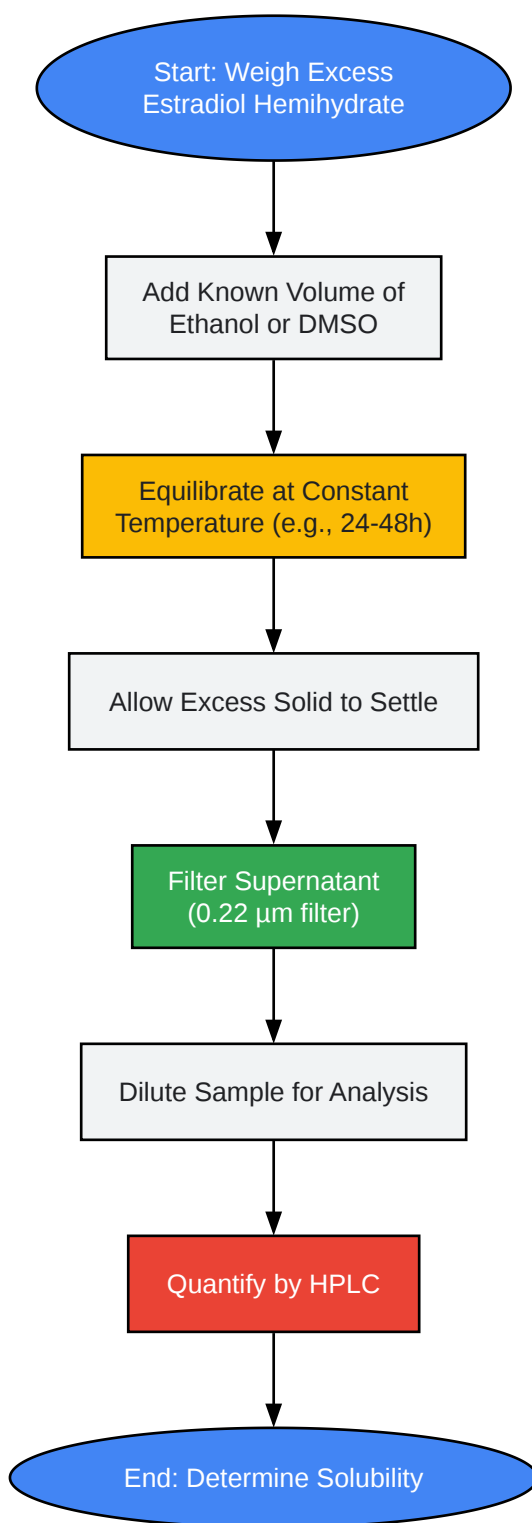 Start: Weigh Excess
Estradiol Hemihydrate
Add Known Volume of
Ethanol or DMSO
Equilibrate at Constant
Temperature (e.g., 24-48h)
Allow Excess Solid to Settle
Filter Supernatant
(0.22 µm filter)
Dilute Sample for Analysis
Quantify by HPLC
End: Determine Solubility